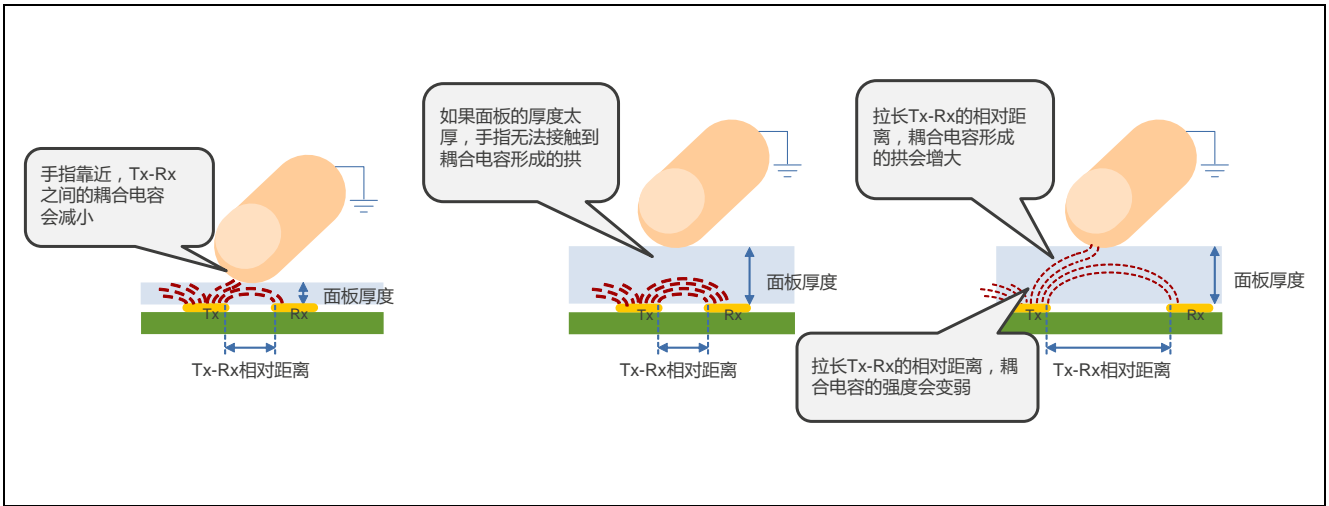 手指靠近，Tx-Rx
之间的耦合电容
会减小
面板厚度
Tx
Rx
Tx-Rx相对距离
如果面板的厚度太
厚，手指无法接触到
耦合电容形成的拱
面板厚度
Tx
Rx
Tx-Rx相对距离
拉长Tx-Rx的相对距
离，耦合电容形成
的拱会增大
面板厚度
Tx
Rx
拉长Tx-Rx的相对距离，耦
合电容的强度会变弱
Tx-Rx相对距离